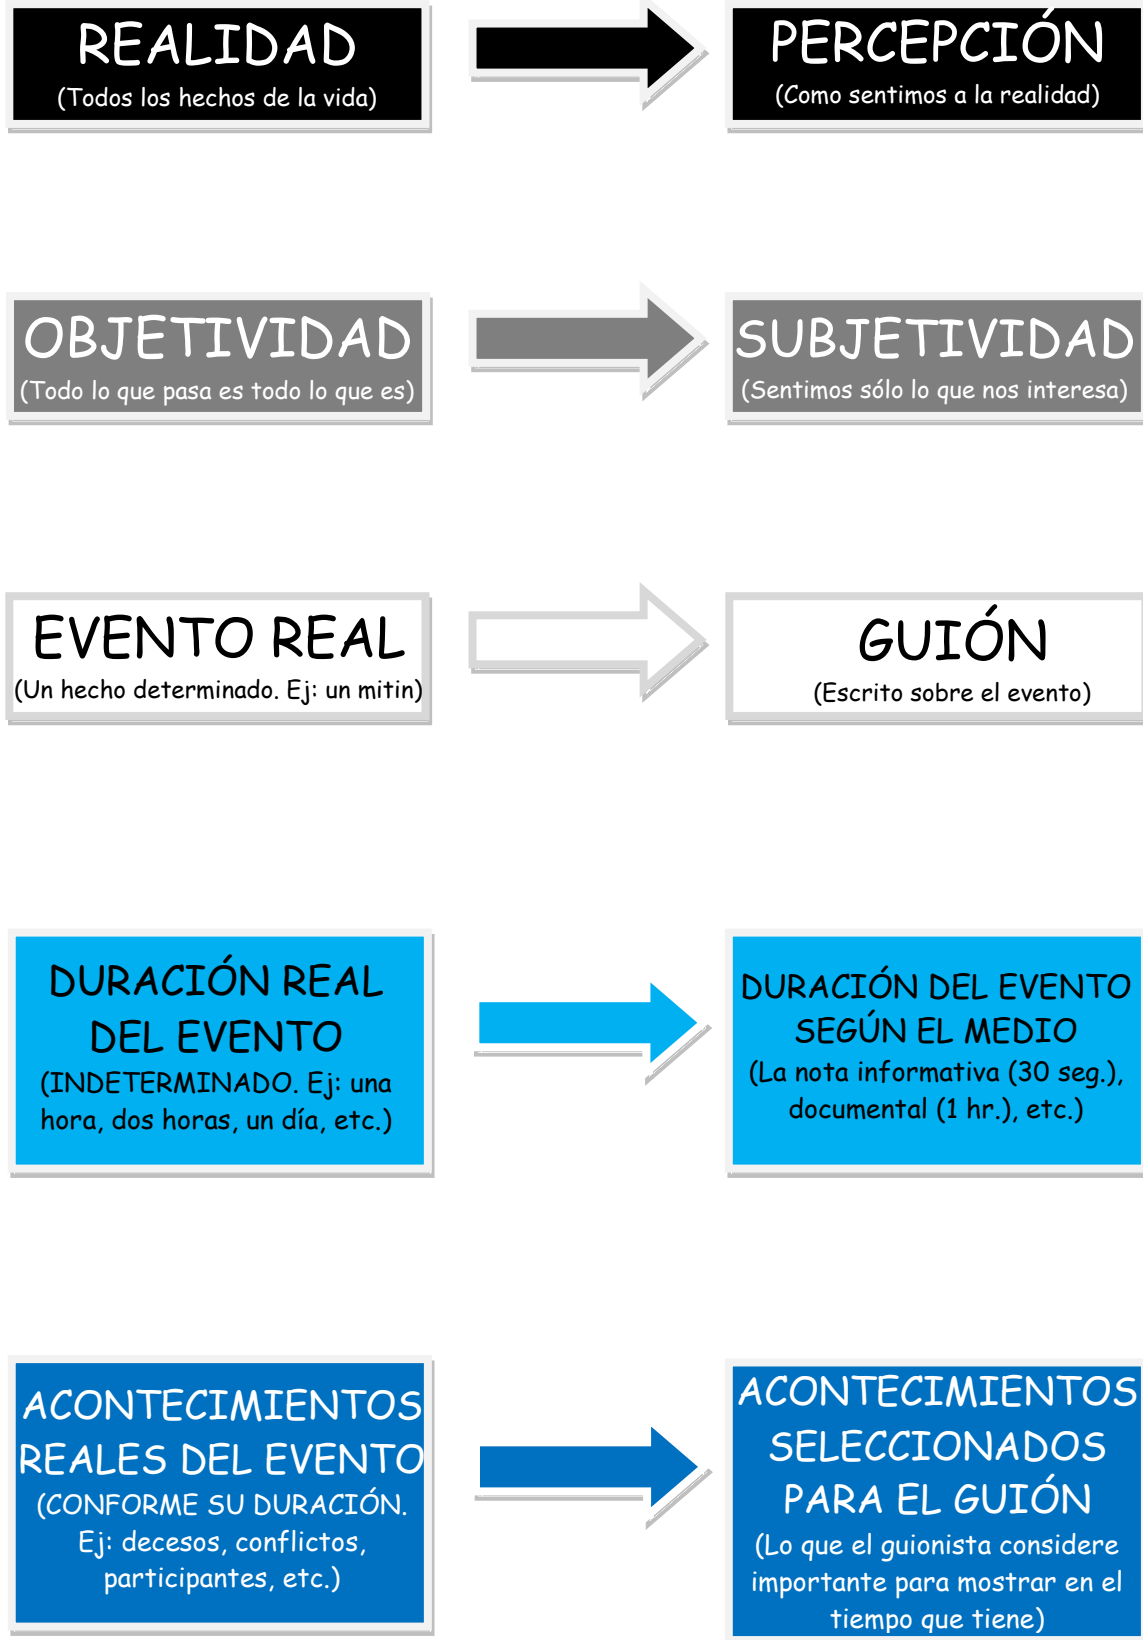 REALIDAD
(Todos los hechos de la vida)
PERCEPCIÓN
(Como sentimos a la realidad)
OBJETIVIDAD
(Todo lo que pasa es todo lo que es)
SUBJETIVIDAD
(Sentimos sólo lo que nos interesa)
EVENTO REAL
(Un hecho determinado. Ej: un mitin)
GUIÓN
(Escrito sobre el evento)
DURACIÓN REAL
DEL EVENTO
(INDETERMINADO. Ej: una
hora, dos horas, un día, etc.)
DURACIÓN DEL EVENTO
SEGÚN EL MEDIO
(La nota informativa (30 seg.),
documental (1 hr.), etc.)
ACONTECIMIENTOS
REALES DEL EVENTO
(CONFORME SU DURACIÓN.
Ej: decesos, conflictos,
participantes, etc.)
ACONTECIMIENTOS
SELECCIONADOS
PARA EL GUIÓN
(Lo que el guionista considere
importante para mostrar en el
tiempo que tiene)